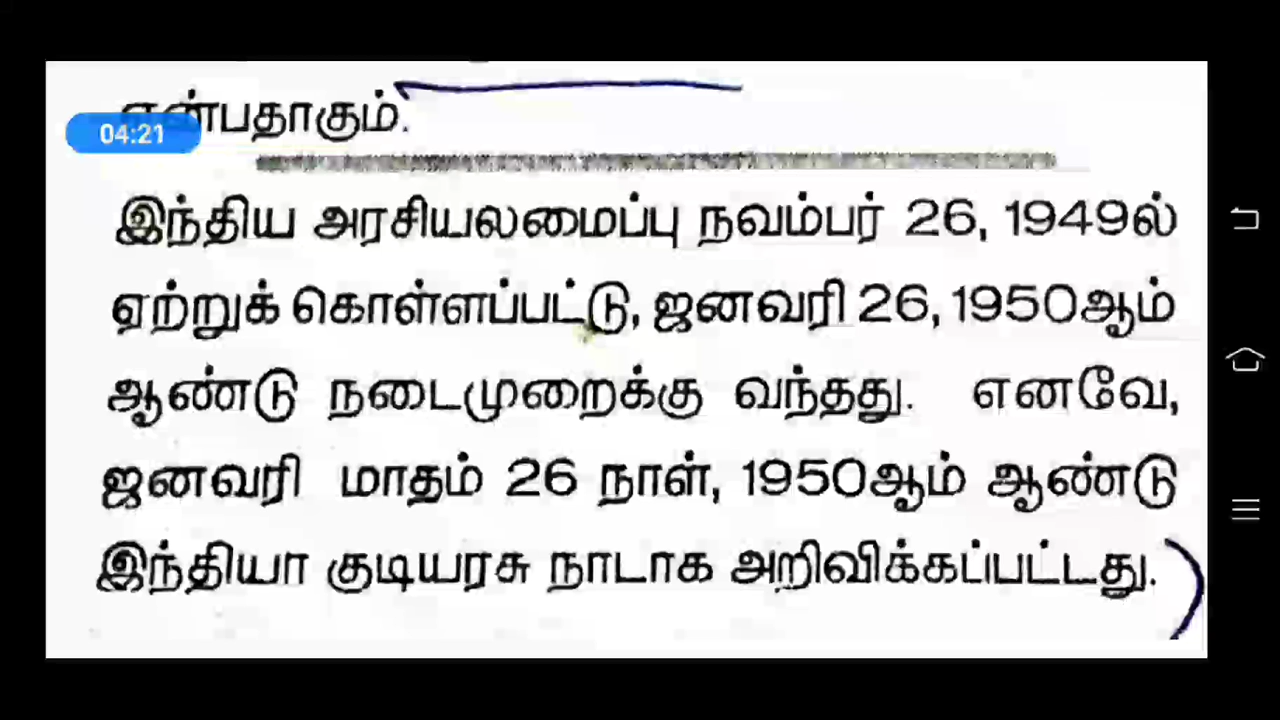 என்பதாகும்.
04:21
இந்திய அரசியலமைப்பு நவம்பர் 26, 1949ல்
ஏற்றுக் கொள்ளப்பட்டு, ஜனவரி 26, 1950ஆம்
ஆண்டு நடைமுறைக்கு வந்தது. எனவே,
ஜனவரி மாதம் 26 நாள், 1950ஆம் ஆண்டு
இந்தியா குடியரசு நாடாக அறிவிக்கப்பட்டது.